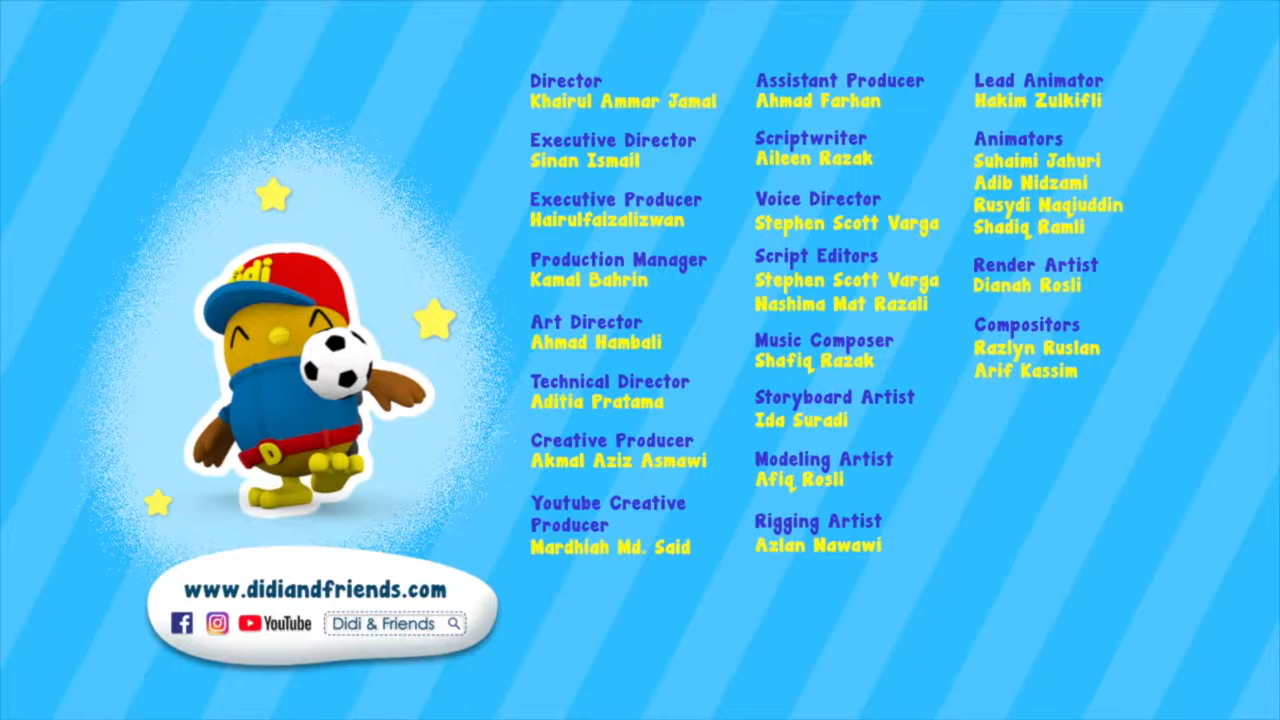 Director
Khairul Ammar Jamal
Executive Director
Sinan Ismail
Executive Producer
Hairulfaizalizwan
Production Manager
Kamal Bahrin
Art Director
Ahmad Hambali
Technical Director
Aditia Pratama
Creative Producer
Akmal Aziz Asmawi
Youtube Creative
Producer
Mardhiah Md. Said
Assistant Producer
Ahmad Farhan
Scriptwriter
Aileen Razak
Voice Director
Stephen Scott Varga
Script Editors
Stephen Scott Varga
Nashima Mat Razali
Music Composer
Shafiq Razak
Storyboard Artist
Ida Suradi
Modeling Artist
Afiq Rosli
Rigging Artist
Azlan Nawawi
Lead Animator
Hakim Zulkifli
Animators
Suhaimi Jahuri
Adib Nidzami
Rusydi Naqiuddin
Shadiq Ramli
Render Artist
Dianah Rosli
Compositors
Razlyn Ruslan
Arif Kassim
D
www.didiandfriends.com
YouTube Didi & Friends